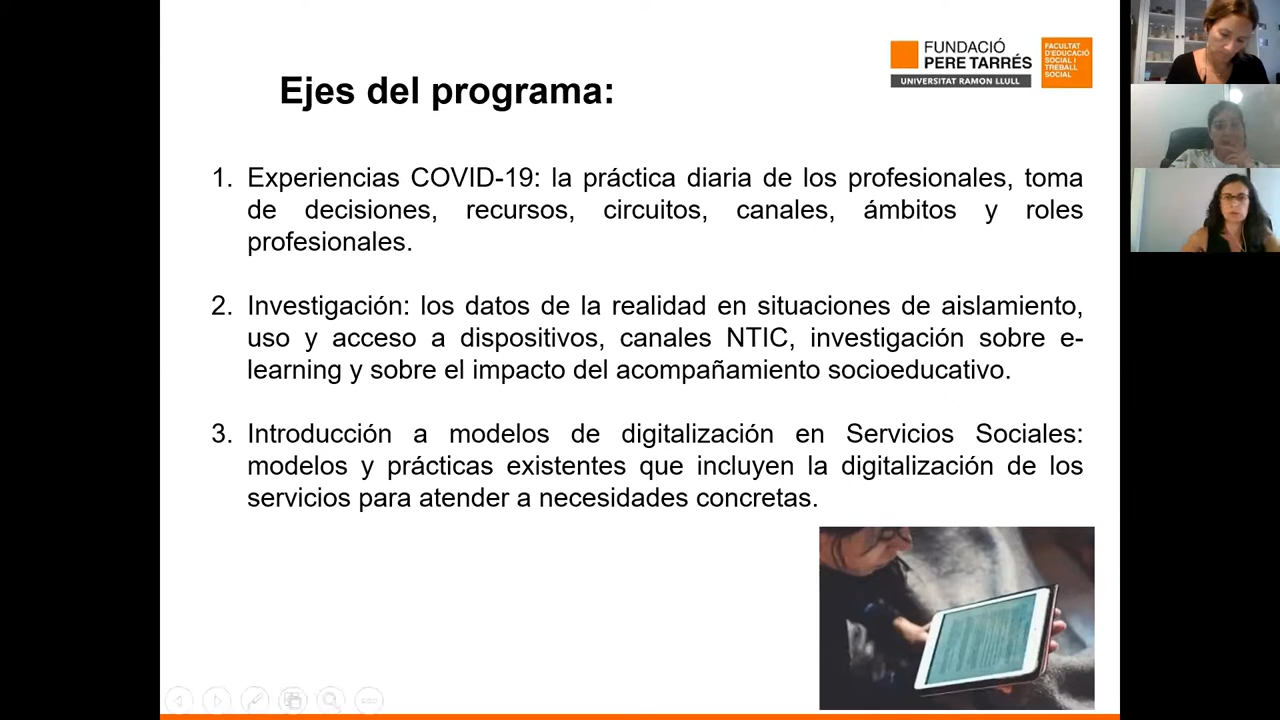 FUNDACIÓ
PERE TARRÉS
UNIVERSITAT RAMON LLULL
FACULTAT
D'EDUCACIÓ
SOCIAL I
TREBALL
SOCIAL
Ejes del programa:
1. Experiencias COVID-19: la práctica diaria de los profesionales, toma
de decisiones, recursos, circuitos, canales, ámbitos y roles
profesionales.
2. Investigación: los datos de la realidad en situaciones de aislamiento,
uso y acceso a dispositivos, canales NTIC, investigación sobre e-
learning y sobre el impacto del acompañamiento socioeducativo.
3. Introducción a modelos de digitalización en Servicios Sociales:
modelos y prácticas existentes que incluyen la digitalización de los
servicios para atender a necesidades concretas.